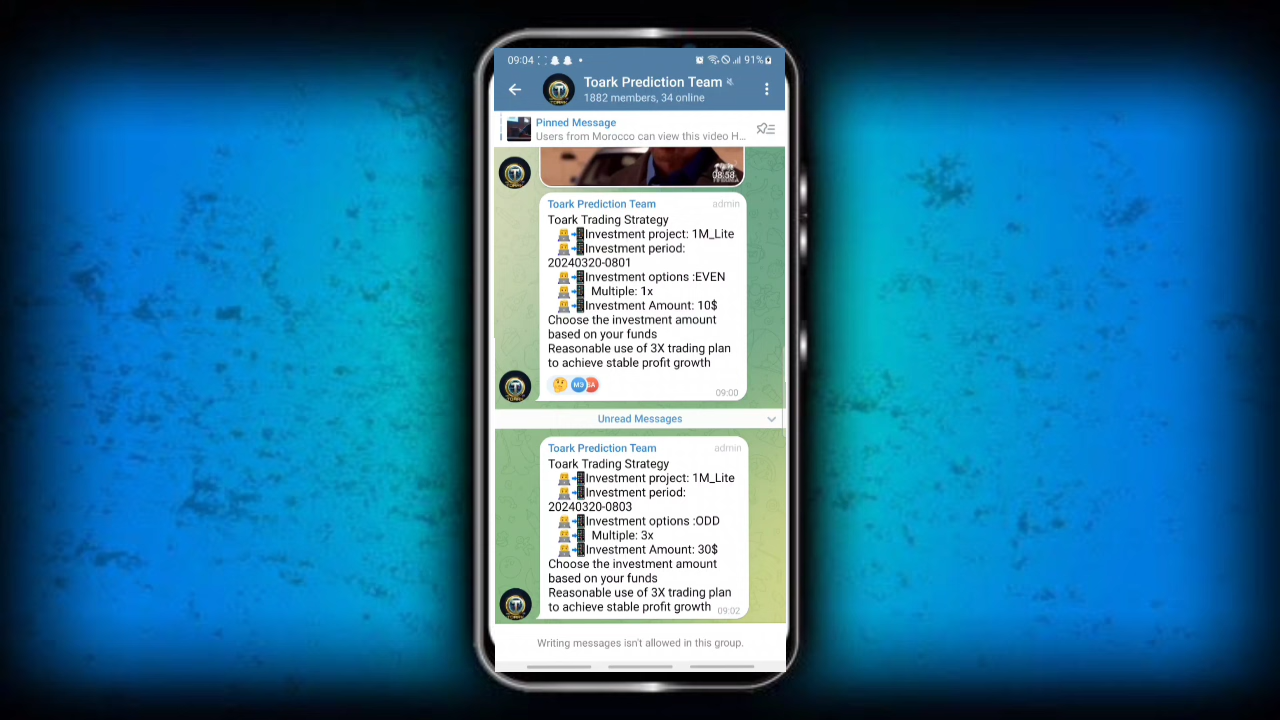 09:04
91%
Toark Prediction Team
1882 members, 34 online
Pinned Message
Users from Morocco can view this video H...
08:58
Toark Prediction Team admin
Toark Trading Strategy
Investment project: 1M_Lite
Investment period:
20240320-0801
Investment options :EVEN
Multiple: 1x
Investment Amount: 10$
Choose the investment amount
based on your funds
Reasonable use of 3X trading plan
to achieve stable profit growth
09:00
Unread Messages
Toark Prediction Team admin
Toark Trading Strategy
Investment project: 1M_Lite
Investment period:
20240320-0803
Investment options :ODD
Multiple: 3x
Investment Amount: 30$
Choose the investment amount
based on your funds
Reasonable use of 3X trading plan
to achieve stable profit growth 09:02
Writing messages isn't allowed in this group.